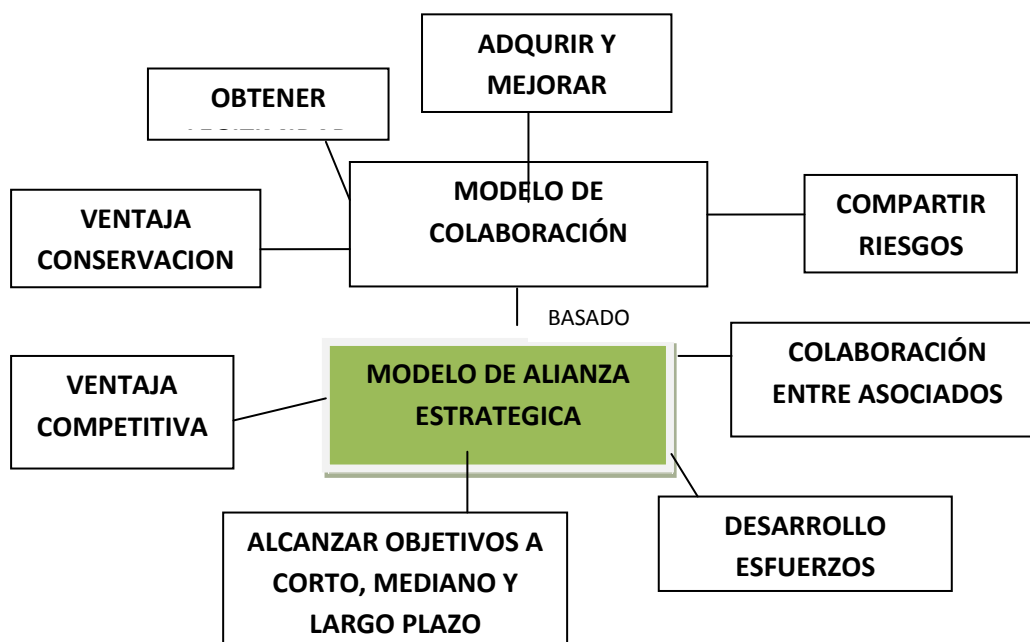 ADQURIR Y
MEJORAR
OBTENER
MODELO DE
COLABORACIÓN
VENTAJA
CONSERVACION
COMPARTIR
RIESGOS
BASADO
MODELO DE ALIANZA
ESTRATEGICA
COLABORACIÓN
ENTRE ASOCIADOS
VENTAJA
COMPETITIVA
ALCANZAR OBJETIVOS A
CORTO, MEDIANO Y
LARGO PLAZO
DESARROLLO
ESFUERZOS